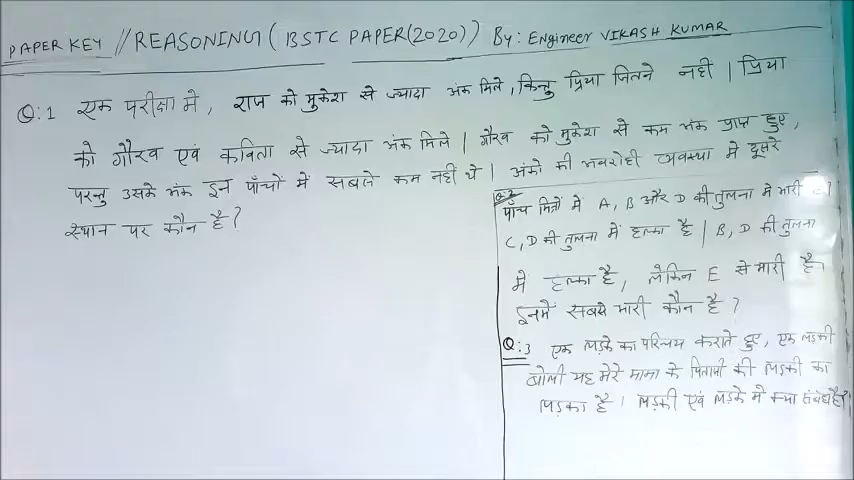 PAPER KEY // REASONING ( BSTC PAPER(2020)) By: Engineer VIKASH KUMAR
Q:1 एक परीक्षा मे, राज को मुकेश से ज्यादा अंक मिले, किन्तु प्रिया जितने नही | प्रिया
को गौरव एवं कविता से ज्यादा अंक मिले | गौरव को मुकेश से कम अंक प्राप्त हुए,
परन्तु उसके अंक इन पाँचों में सबसे कम नहीं थे | अंको की अवरोही व्यवस्था मे दूसरे
स्थान पर कौन है?
Q:2
पाँच मित्रों में A, B और D की तुलना मे भारी है।
C, D की तुलना में हल्का है | B, D की तुलना
मे हल्का है, लेकिन E से भारी है
इनमें सबसे भारी कौन है ?
Q:3 एक लड़के का परिचय कराते हुए, एक लड़की
बोली यह मेरे मामा के पिताजी की लड़की का
लड़का है। लड़की एवं लड़के मे क्या संबंध है?